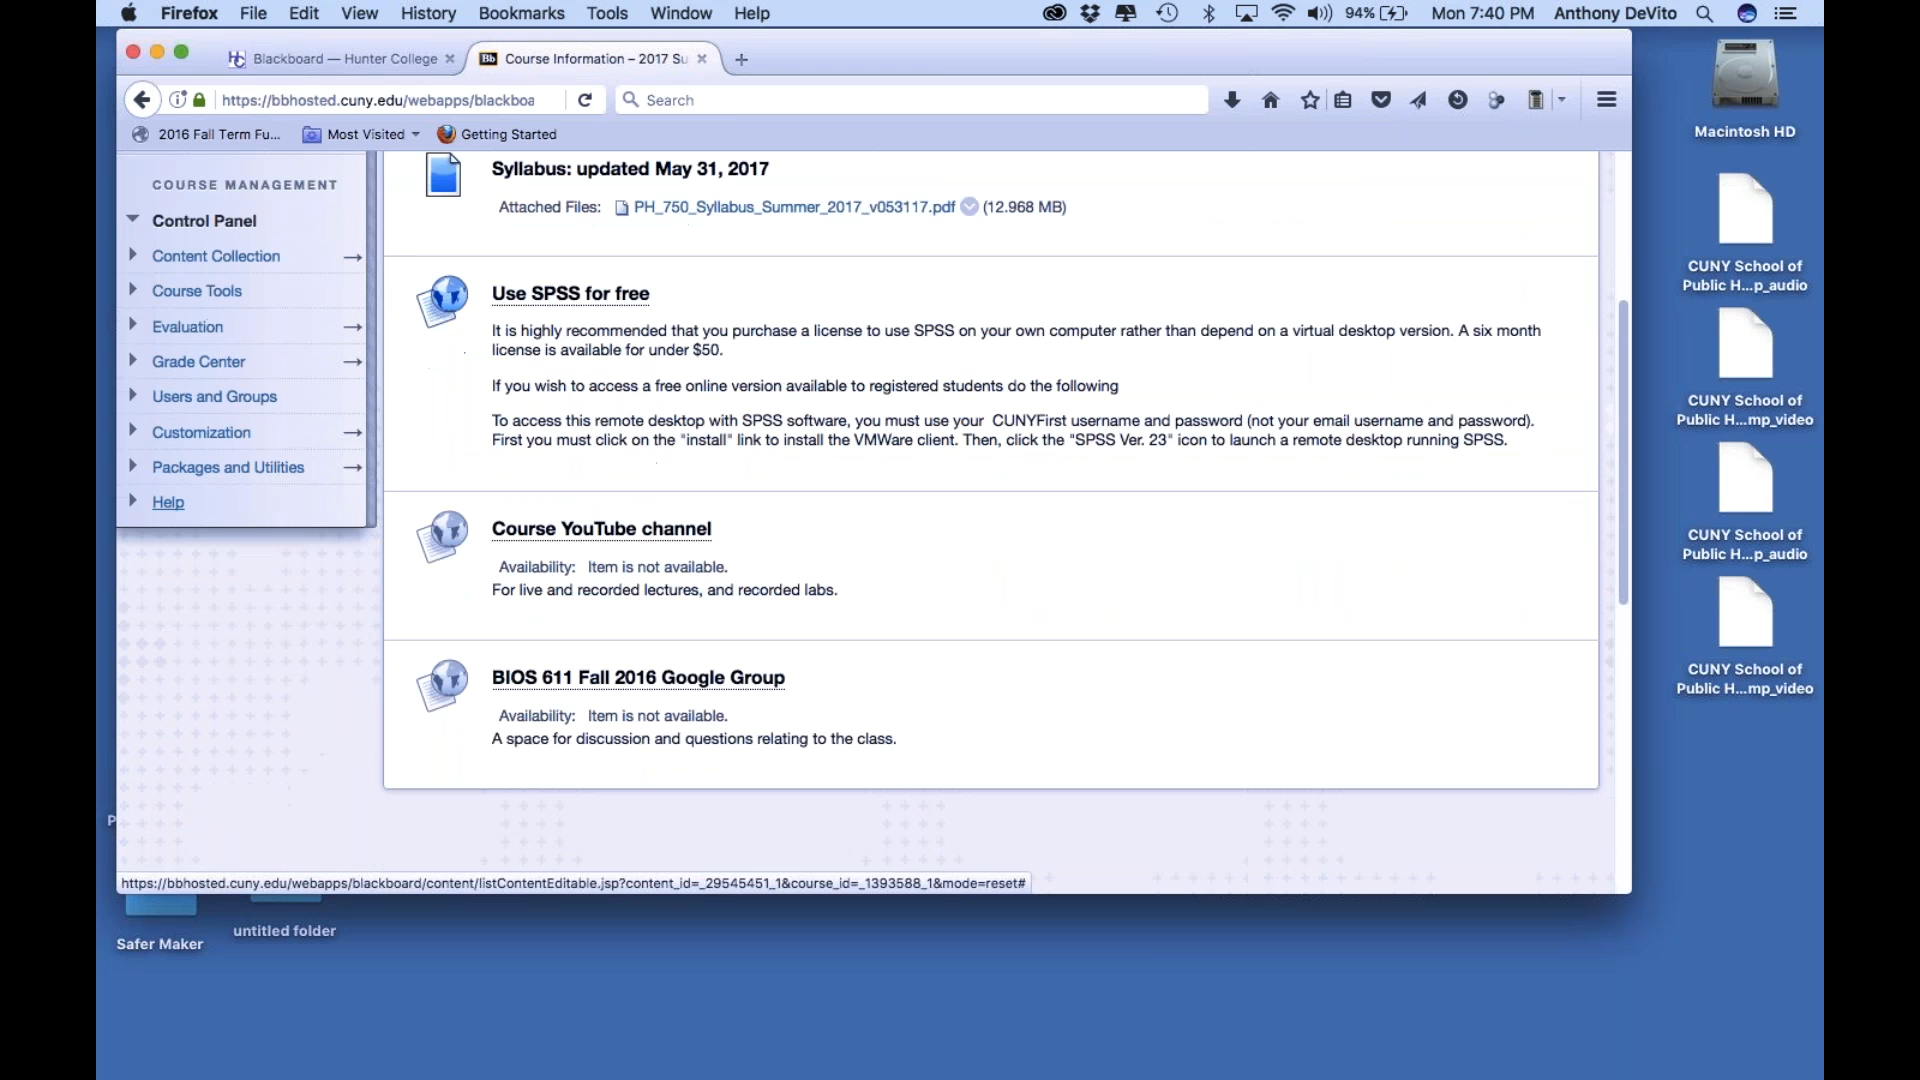 Firefox File Edit View History Bookmarks Tools Window Help 94% Mon 7:40 PM Anthony DeVito
Blackboard — Hunter College Course Information – 2017 Su
https://bbhosted.cuny.edu/webapps/blackboa Search
2016 Fall Term Fu... Most Visited Getting Started
COURSE MANAGEMENT
Control Panel
Content Collection
Course Tools
Evaluation
Grade Center
Users and Groups
Customization
Packages and Utilities
Help
Syllabus: updated May 31, 2017
Attached Files: PH_750_Syllabus_Summer_2017_v053117.pdf (12.968 MB)
Use SPSS for free
It is highly recommended that you purchase a license to use SPSS on your own computer rather than depend on a virtual desktop version. A six month
license is available for under $50.
If you wish to access a free online version available to registered students do the following
To access this remote desktop with SPSS software, you must use your CUNYFirst username and password (not your email username and password).
First you must click on the "install" link to install the VMWare client. Then, click the "SPSS Ver. 23" icon to launch a remote desktop running SPSS.
Course YouTube channel
Availability: Item is not available.
For live and recorded lectures, and recorded labs.
BIOS 611 Fall 2016 Google Group
Availability: Item is not available.
A space for discussion and questions relating to the class.
https://bbhosted.cuny.edu/webapps/blackboard/content/listContentEditable.jsp?content_id=_29545451_1&course_id=_1393588_1&mode=reset#
Macintosh HD
CUNY School of
Public H...p_audio
CUNY School of
Public H...mp_video
CUNY School of
Public H...p_audio
CUNY School of
Public H...mp_video
P
Safer Maker
untitled folder